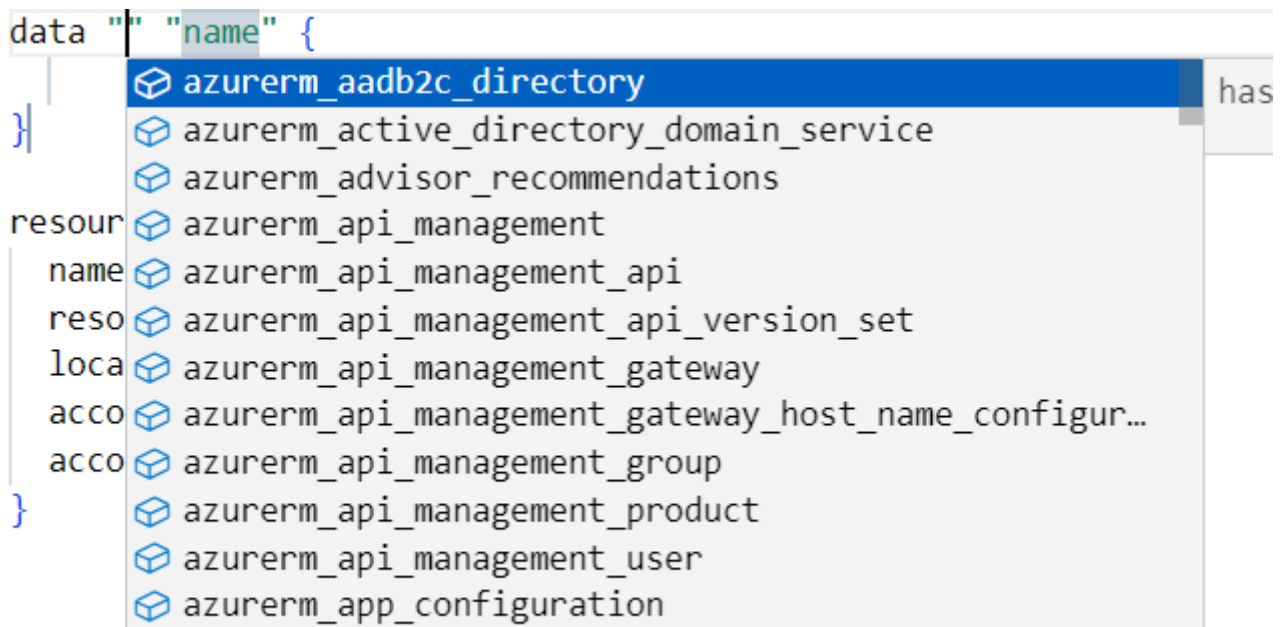 data "" "name" {
azurerm_aadb2c_directory
has
} azurerm_active_directory_domain_service
azurerm_advisor_recommendations
resour azurerm_api_management
name azurerm_api_management_api
reso azurerm_api_management_api_version_set
loca azurerm_api_management_gateway
acco azurerm_api_management_gateway_host_name_configur…
acco azurerm_api_management_group
} azurerm_api_management_product
azurerm_api_management_user
azurerm_app_configuration